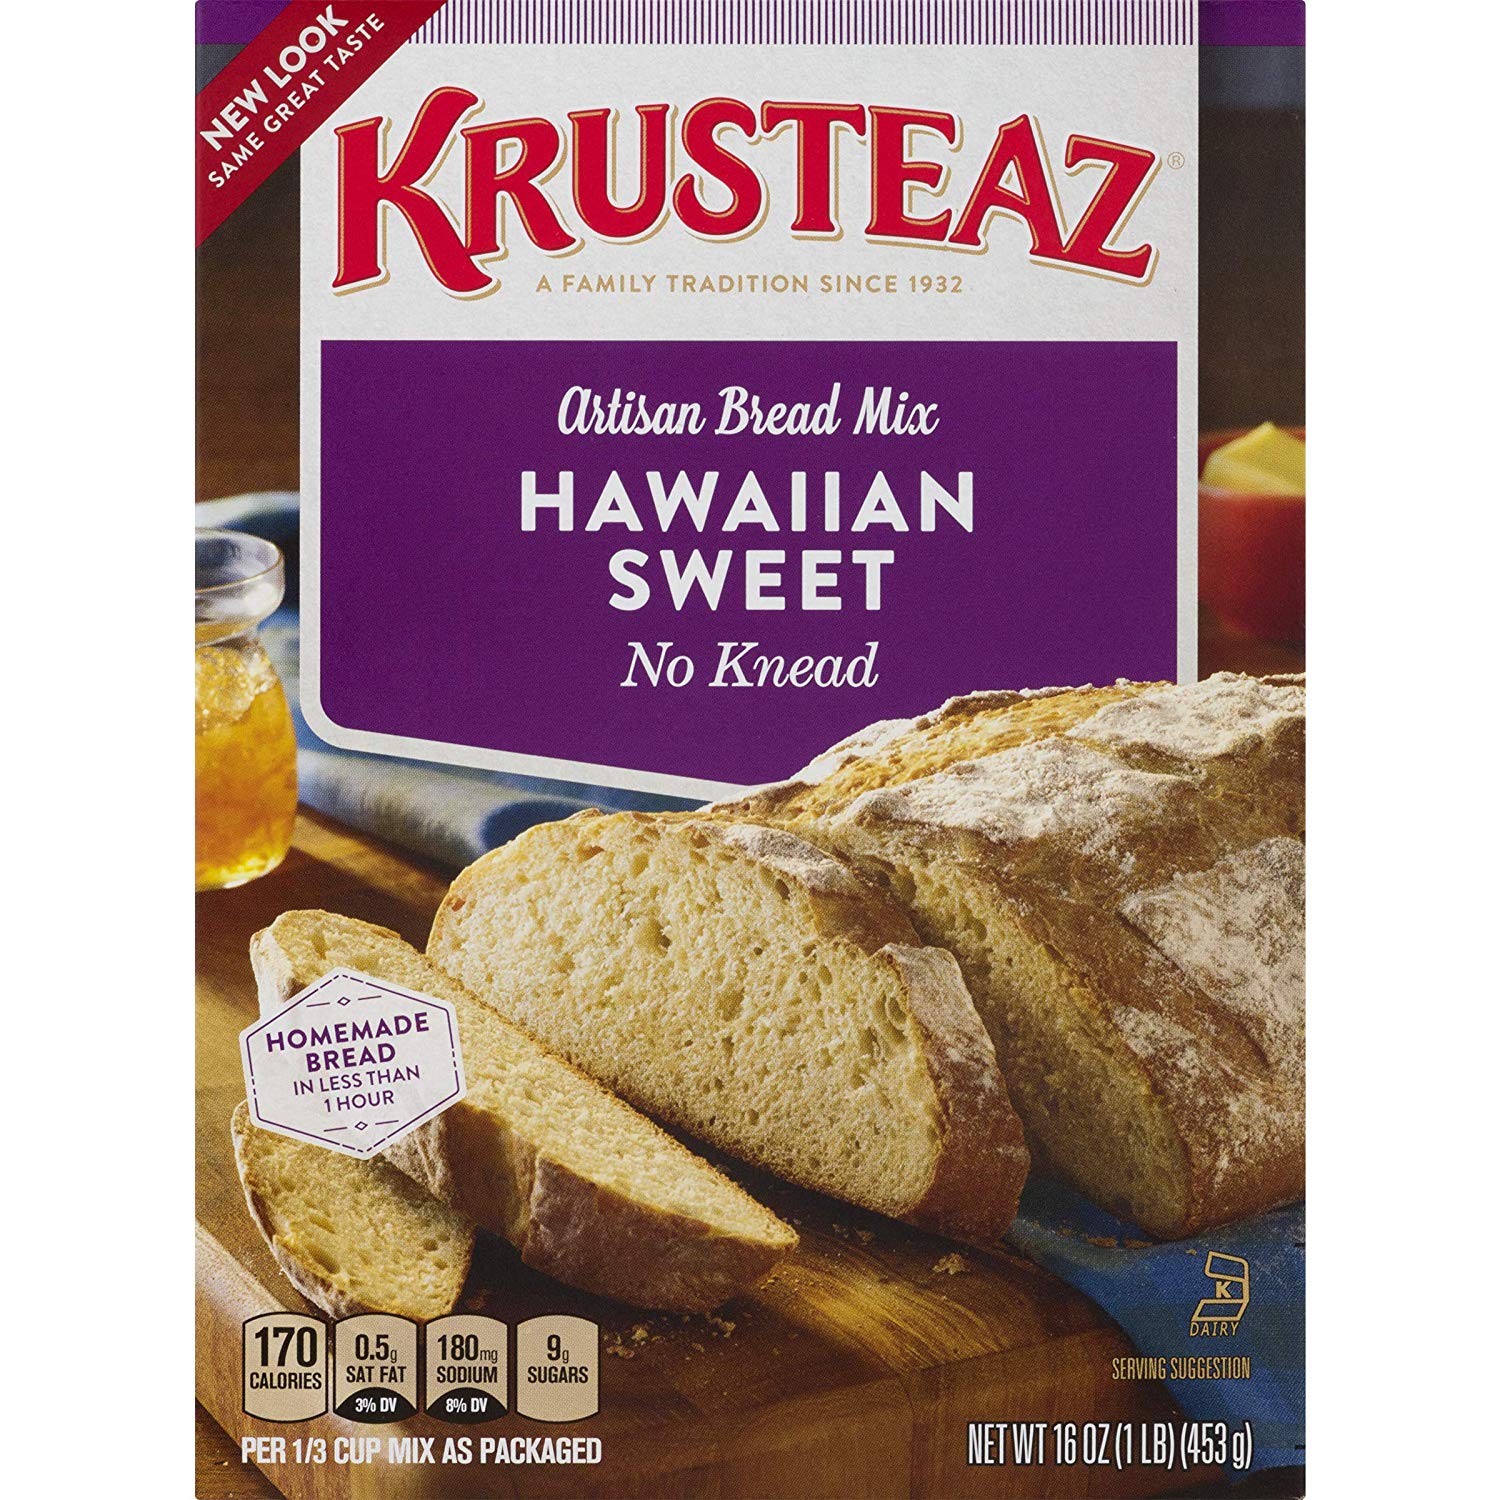 NEW LOOK
SAME GREAT TASTE
KRUSTEAZ®
A FAMILY TRADITION SINCE 1932
Artisan Bread Mix
HAWAIIAN
SWEET
No Knead
HOMEMADE
BREAD
IN LESS THAN
1 HOUR
K
DAIRY
SERVING SUGGESTION
170
CALORIES
0.5g
SAT FAT
3% DV
180mg
SODIUM
8% DV
9g
SUGARS
PER 1/3 CUP MIX AS PACKAGED
NET WT 16 OZ (1 LB) (453 g)